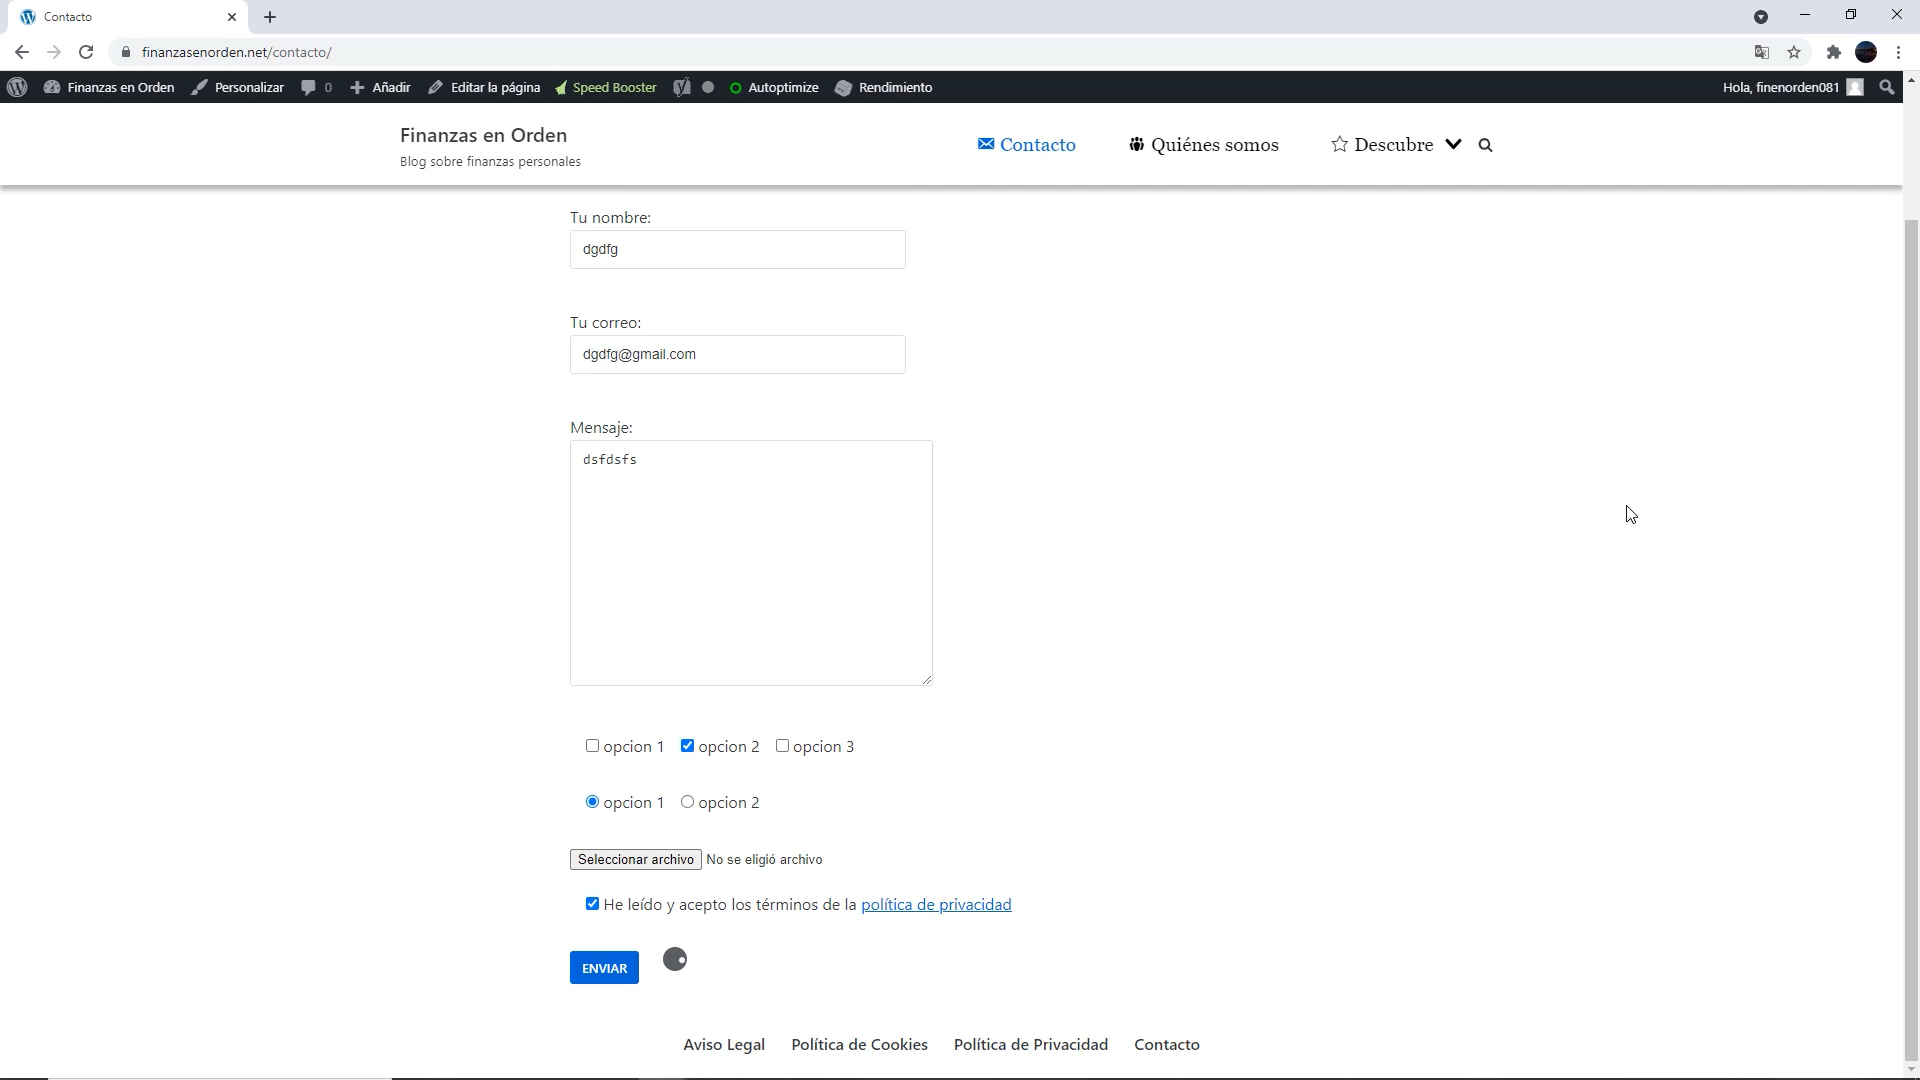 Contacto
finanzasenorden.net/contacto/
Finanzas en Orden Personalizar 0 Añadir Editar la página Speed Booster Autoptimize Rendimiento Hola, finenorden081
Finanzas en Orden
Blog sobre finanzas personales
Contacto Quiénes somos Descubre
Tu nombre:
dgdfg
Tu correo:
dgdfg@gmail.com
Mensaje:
dsfdsfs
opcion 1 opcion 2 opcion 3
opcion 1 opcion 2
Seleccionar archivo No se eligió archivo
He leído y acepto los términos de la política de privacidad
ENVIAR
Aviso Legal Política de Cookies Política de Privacidad Contacto